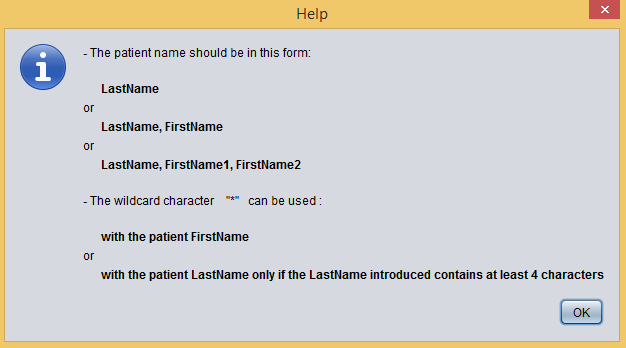 Help
- The patient name should be in this form:
LastName
or
LastName, FirstName
or
LastName, FirstName1, FirstName2
- The wildcard character "*" can be used :
with the patient FirstName
or
with the patient LastName only if the LastName introduced contains at least 4 characters
OK